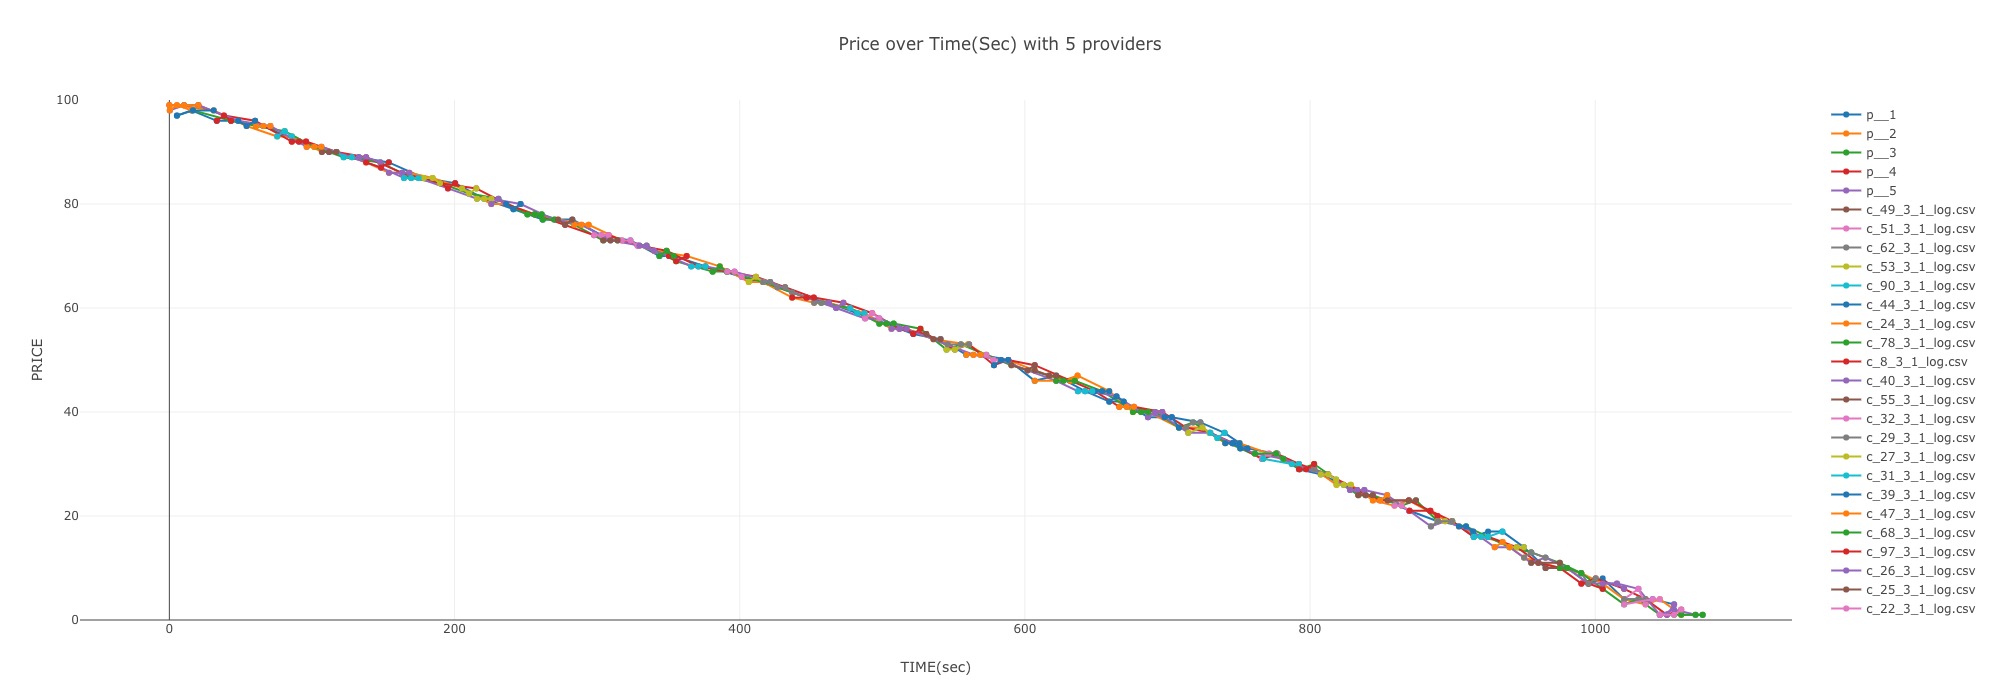 Price over Time(Sec) with 5 providers
100
80
60
40
20
0
PRICE
0 200 400 600 800 1000
TIME(sec)
p__1
p__2
p__3
p__4
p__5
c_49_3_1_log.csv
c_51_3_1_log.csv
c_62_3_1_log.csv
c_53_3_1_log.csv
c_90_3_1_log.csv
c_44_3_1_log.csv
c_24_3_1_log.csv
c_78_3_1_log.csv
c_8_3_1_log.csv
c_40_3_1_log.csv
c_55_3_1_log.csv
c_32_3_1_log.csv
c_29_3_1_log.csv
c_27_3_1_log.csv
c_31_3_1_log.csv
c_39_3_1_log.csv
c_47_3_1_log.csv
c_68_3_1_log.csv
c_97_3_1_log.csv
c_26_3_1_log.csv
c_25_3_1_log.csv
c_22_3_1_log.csv